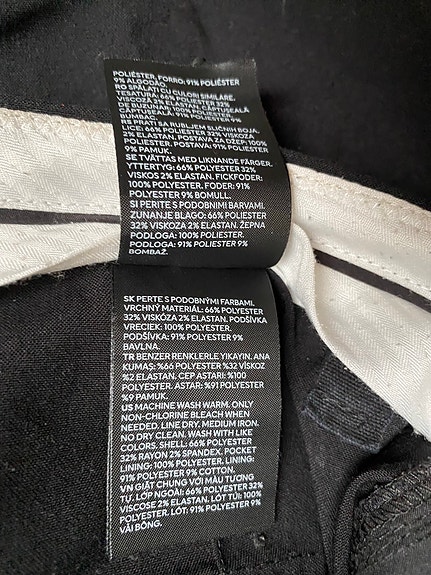 POLIÉSTER, FORRO: 91% POLIÉSTER
9% ALGODÃO.
RO SPĂLAȚI CU CULORI SIMILARE.
ȚESĂTURĂ: 66% POLIESTER 32%
VISCOZĂ 2% ELASTAN. CĂPTUȘEALĂ
DE BUZUNAR: 100% POLIESTER.
CĂPTUȘEALĂ: 91% POLIESTER 9%
BUMBAC.
RS PRATI SA RUBLJEM SLIČNIH BOJA.
LICE: 66% POLIESTER 32% VISKOZA
2% ELASTAN. POSTAVA ZA DŽEP: 100%
POLIESTER. POSTAVA: 91% POLIESTER
9% PAMUK.
SE TVÄTTAS MED LIKNANDE FÄRGER.
YTTERTYG: 66% POLYESTER 32%
VISKOS 2% ELASTAN. FICKFODER:
100% POLYESTER. FODER: 91%
POLYESTER 9% BOMULL.
SI PERITE S PODOBNIMI BARVAMI.
ZUNANJE BLAGO: 66% POLIESTER
32% VISKOZA 2% ELASTAN. ŽEPNA
PODLOGA: 100% POLIESTER.
PODLOGA: 91% POLIESTER 9%
BOMBAŽ.
SK PERTE S PODOBNÝMI FARBAMI.
VRCHNÝ MATERIÁL: 66% POLYESTER
32% VISKÓZA 2% ELASTAN. PODŠÍVKA
VRECIEK: 100% POLYESTER.
PODŠÍVKA: 91% POLYESTER 9%
BAVLNA.
TR BENZER RENKLERLE YIKAYIN. ANA
KUMAŞ: %66 POLYESTER %32 VİSKOZ
%2 ELASTAN. CEP ASTARI: %100
POLYESTER. ASTAR: %91 POLYESTER
%9 PAMUK.
US MACHINE WASH WARM. ONLY
NON-CHLORINE BLEACH WHEN
NEEDED. LINE DRY. MEDIUM IRON.
NO DRY CLEAN. WASH WITH LIKE
COLORS. SHELL: 66% POLYESTER
32% RAYON 2% SPANDEX. POCKET
LINING: 100% POLYESTER. LINING:
91% POLYESTER 9% COTTON.
VN GIẶT CHUNG VỚI MÀU TƯƠNG
TỰ. LỚP NGOÀI: 66% POLYESTER 32%
VISCOSE 2% ELASTAN. LÓT TÚI: 100%
POLYESTER. LÓT: 91% POLYESTER 9%
VẢI BÔNG.